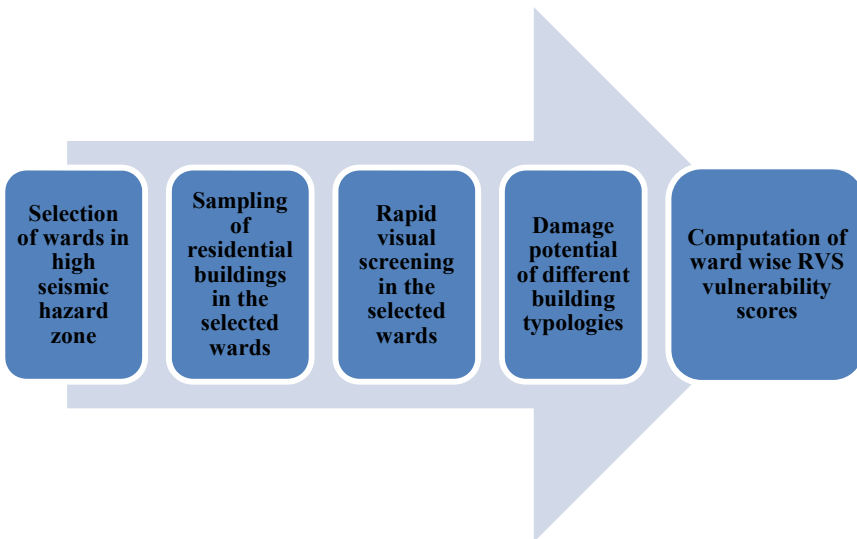 Selection
of wards in
high
seismic
hazard
zone
Sampling
of
residential
buildings
in the
selected
wards
Rapid
visual
screening
in the
selected
wards
Damage
potential
of different
building
typologies
Computation of
ward wise RVS
vulnerability
scores